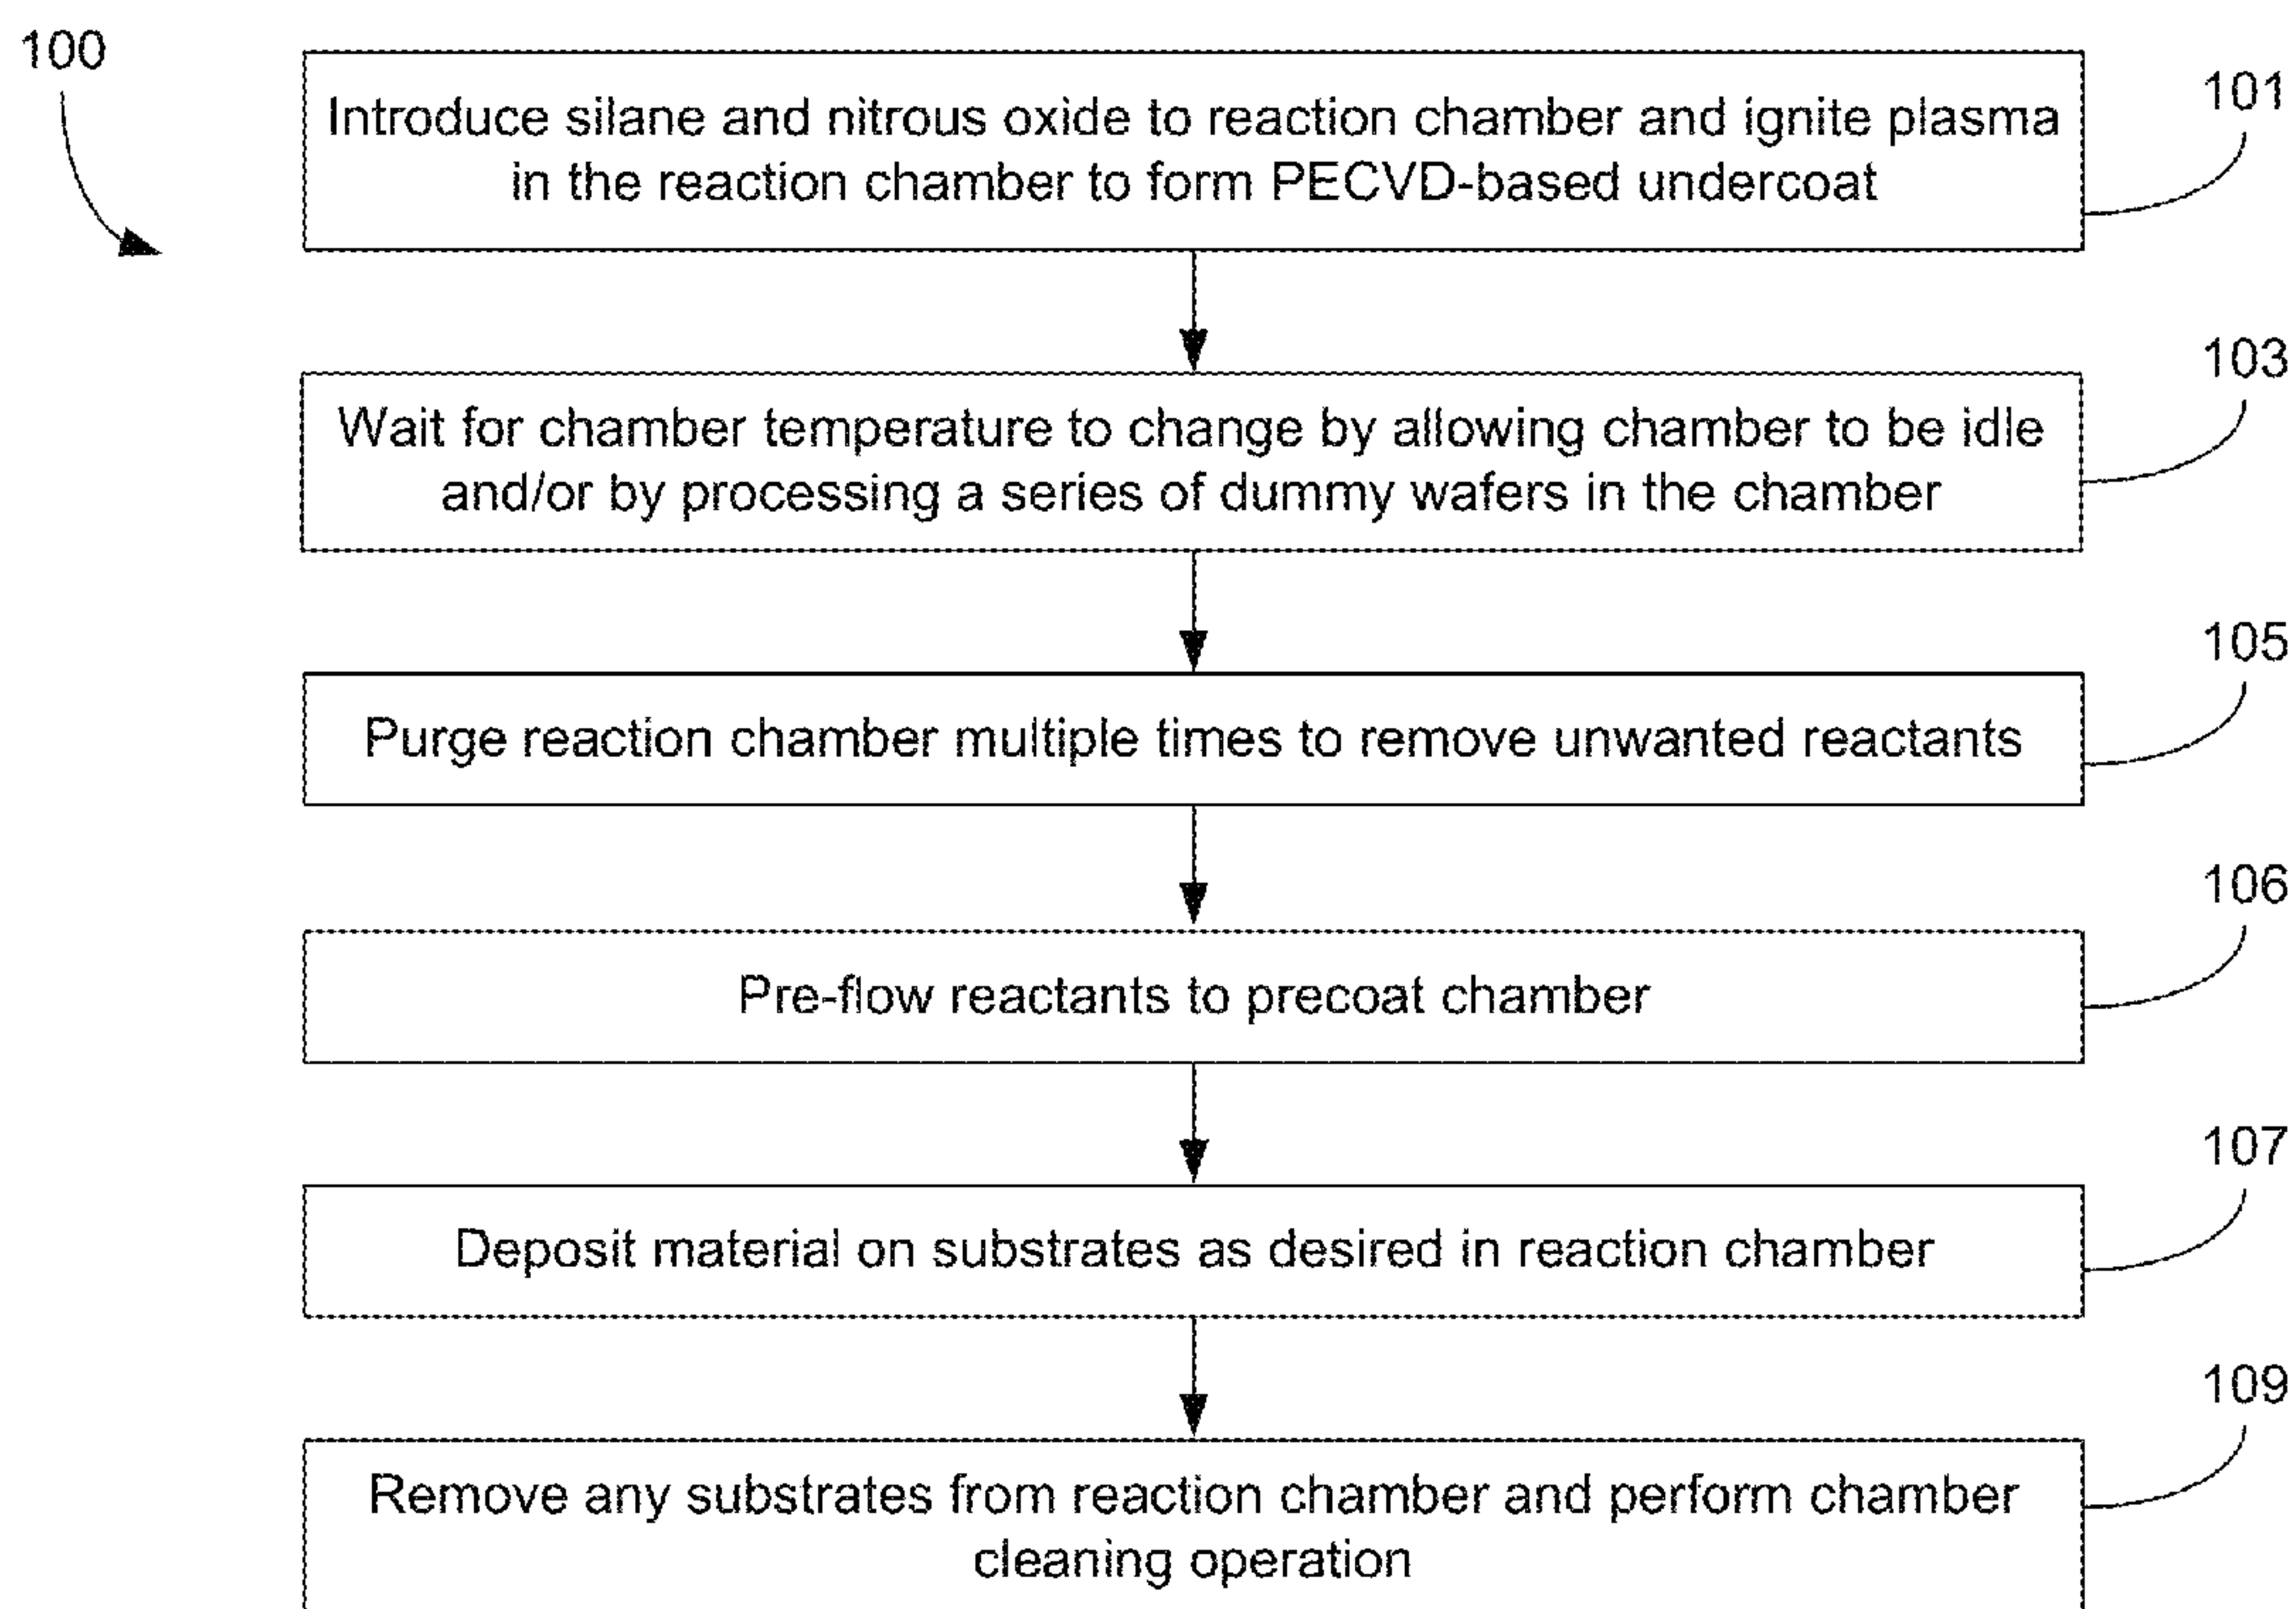 100
Introduce silane and nitrous oxide to reaction chamber and ignite plasma
in the reaction chamber to form PECVD-based undercoat
101
Wait for chamber temperature to change by allowing chamber to be idle
and/or by processing a series of dummy wafers in the chamber
103
Purge reaction chamber multiple times to remove unwanted reactants
105
Pre-flow reactants to precoat chamber
106
Deposit material on substrates as desired in reaction chamber
107
Remove any substrates from reaction chamber and perform chamber
cleaning operation
109